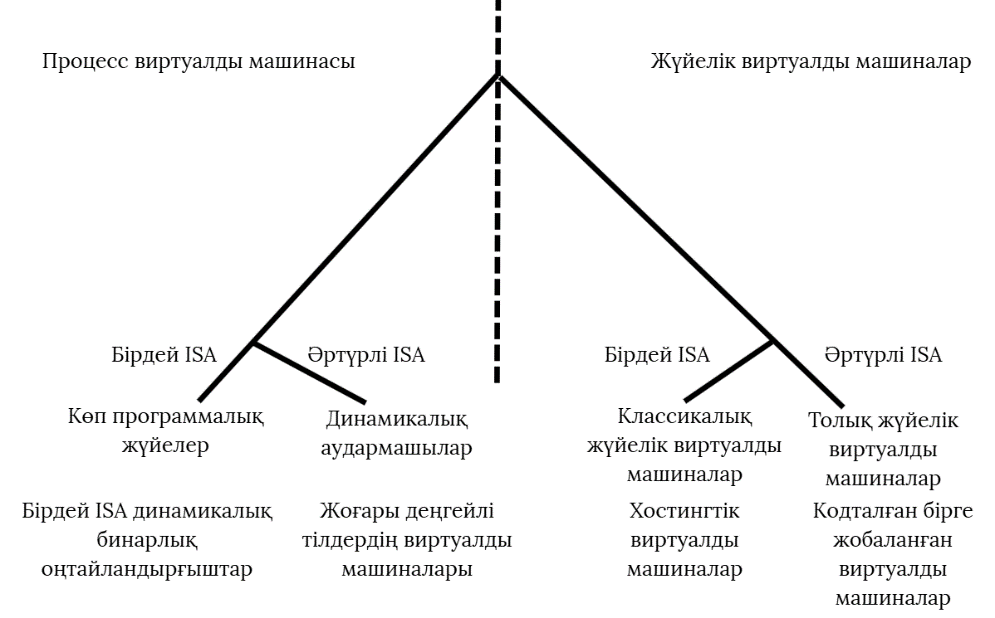 Процесс виртуалды машинасы
Жүйелік виртуалды машиналар
Бірдей ISA
Әртүрлі ISA
Бірдей ISA
Әртүрлі ISA
Көп программалық
жүйелер
Динамикалық
аудармашылар
Классикалық
жүйелік виртуалды
машиналар
Толық жүйелік
виртуалды
машиналар
Бірдей ISA динамикалық
бинарлық
оңтайландырғыштар
Жоғары деңгейлі
тілдердің виртуалды
машиналары
Хостингтік
виртуалды
машиналар
Кодталған бірге
жобаланған
виртуалды
машиналар